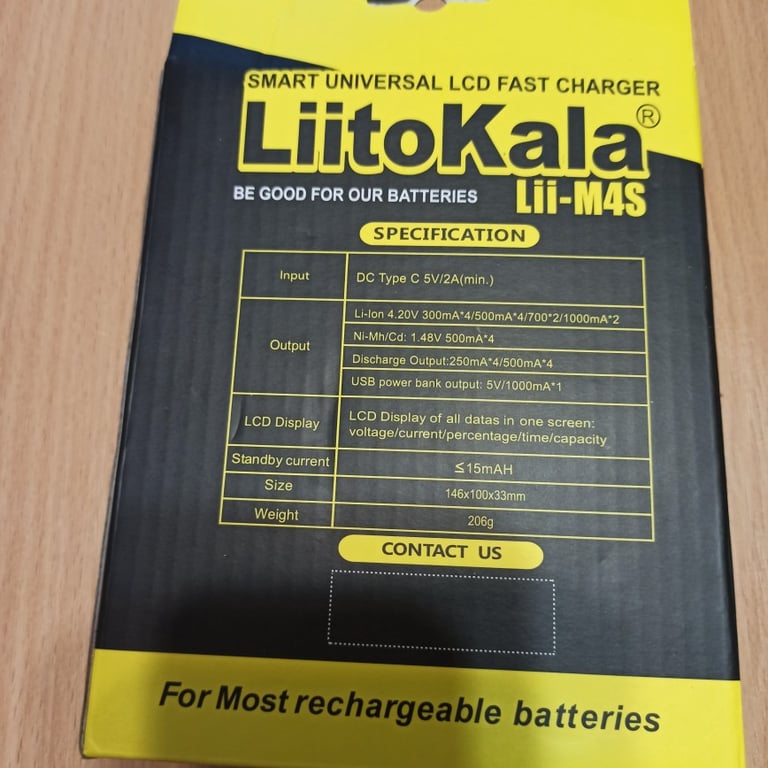 SMART UNIVERSAL LCD FAST CHARGER
LiitoKala®
BE GOOD FOR OUR BATTERIES
Lii-M4S
SPECIFICATION
Input
DC Type C 5V/2A(min.)
Output
Li-Ion 4.20V 300mA*4/500mA*4/700*2/1000mA*2
Ni-Mh/Cd: 1.48V 500mA*4
Discharge Output:250mA*4/500mA*4
USB power bank output: 5V/1000mA*1
LCD Display
LCD Display of all datas in one screen:
voltage/current/percentage/time/capacity
Standby current
≤15mAH
Size
146x100x33mm
Weight
206g
CONTACT US
For Most rechargeable batteries